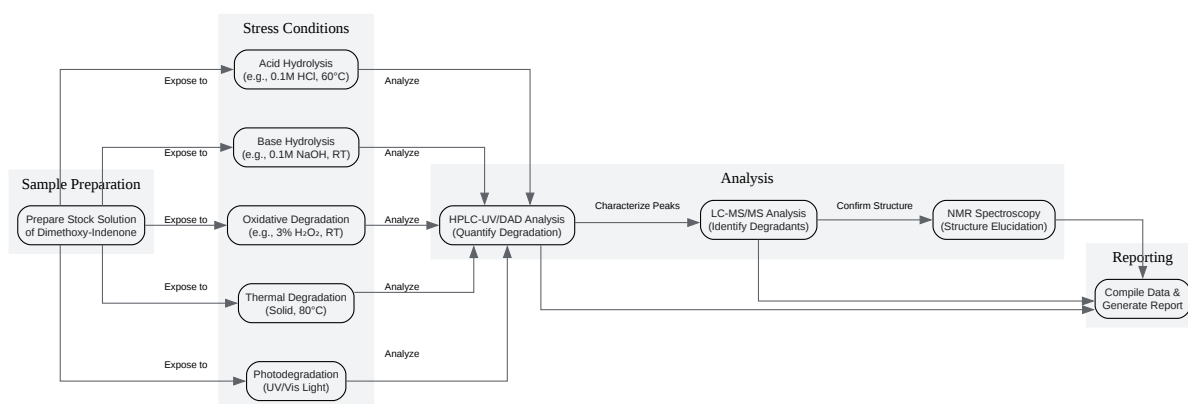 Stress Conditions
Acid Hydrolysis
(e.g., 0.1M HCl, 60°C)
Expose to
Analyze
Base Hydrolysis
(e.g., 0.1M NaOH, RT)
Expose to
Analyze
Sample Preparation
Analysis
Prepare Stock Solution
of Dimethoxy-Indenone
Expose to
Oxidative Degradation
(e.g., 3% H₂O₂, RT)
Analyze
HPLC-UV/DAD Analysis
(Quantify Degradation)
Characterize Peaks
LC-MS/MS Analysis
(Identify Degradants)
Confirm Structure
NMR Spectroscopy
(Structure Elucidation)
Reporting
Compile Data &
Generate Report
Expose to
Thermal Degradation
(Solid, 80°C)
Analyze
Expose to
Photodegradation
(UV/Vis Light)
Analyze